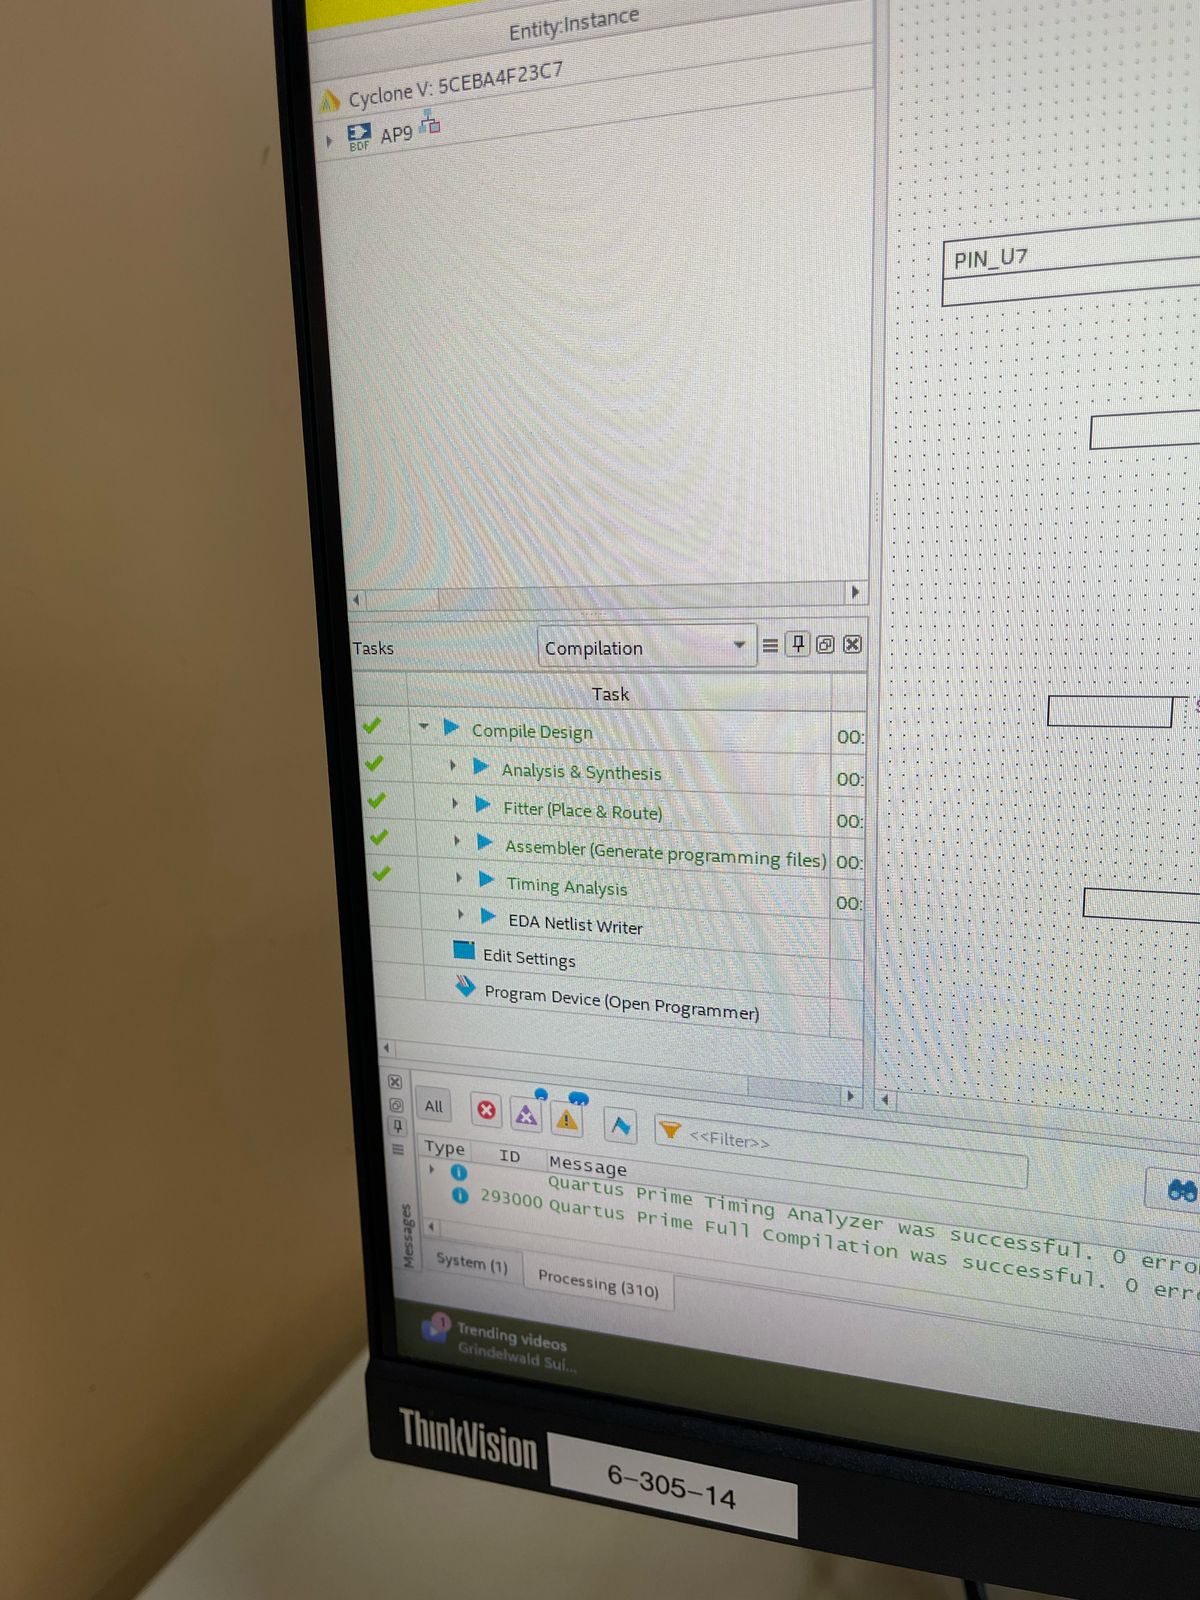 Entity:Instance
Cyclone V: 5CEBA4F23C7
BDF AP9
PIN_U7
Tasks
Compilation
Task
Compile Design 00:
Analysis & Synthesis 00:
Fitter (Place & Route) 00:
Assembler (Generate programming files) 00:
Timing Analysis 00:
EDA Netlist Writer
Edit Settings
Program Device (Open Programmer)
All
<<Filter>>
Type ID Message
Quartus Prime Timing Analyzer was successful. 0 erro
293000 Quartus Prime Full Compilation was successful. 0 erro
Messages
System (1)
Processing (310)
1
Trending videos
Grindelwald Suí...
ThinkVision
6-305-14